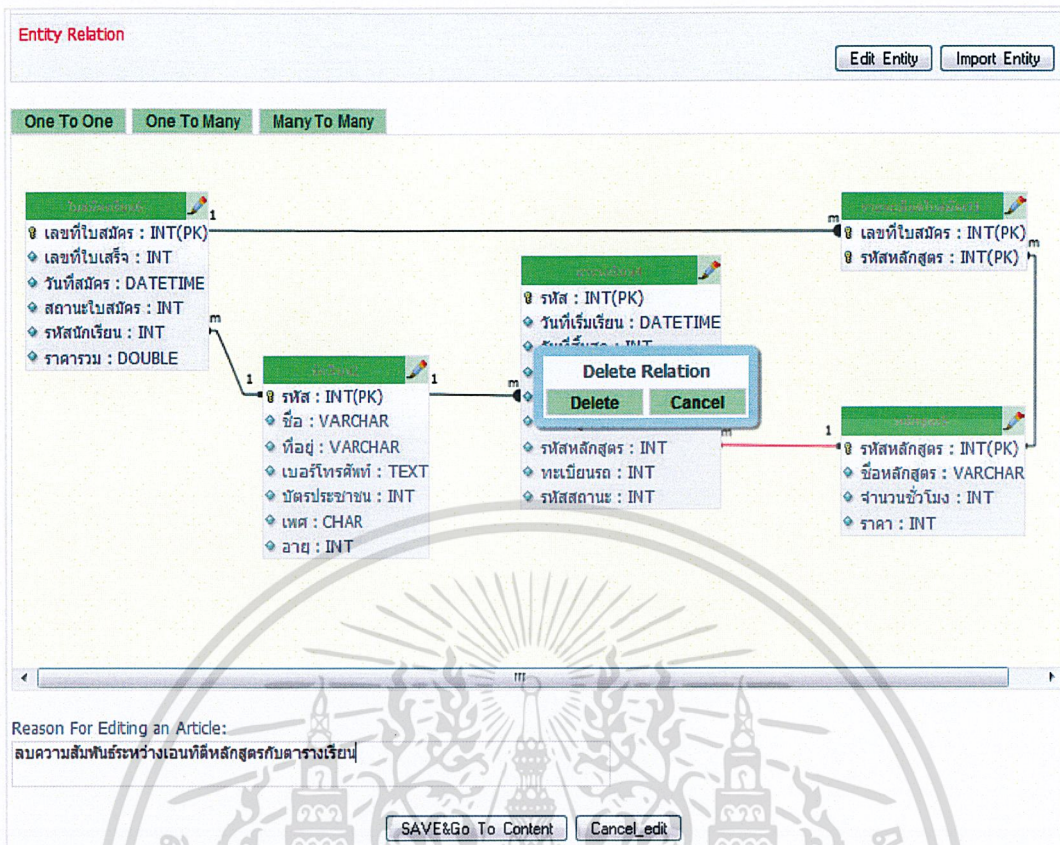 Entity Relation
Edit Entity
Import Entity
One To One
One To Many
Many To Many
1
เลขที่ใบสมัคร : INT(PK)
เลขที่ใบเสร็จ : INT
วันที่สมัคร : DATETIME
สถานะใบสมัคร : INT
รหัสนักเรียน : INT
ราคารวม : DOUBLE
m
1
รหัส : INT(PK)
ชื่อ : VARCHAR
ที่อยู่ : VARCHAR
เบอร์โทรศัพท์ : TEXT
บัตรประชาชน : INT
เพศ : CHAR
อายุ : INT
1
m
รหัส : INT(PK)
วันที่เริ่มเรียน : DATETIME
Delete Relation
Delete
Cancel
รหัสหลักสูตร : INT
ทะเบียนรถ : INT
รหัสสถานะ : INT
m
1
m
เลขที่ใบสมัคร : INT(PK)
รหัสหลักสูตร : INT(PK)
m
รหัสหลักสูตร : INT(PK)
ชื่อหลักสูตร : VARCHAR
จำนวนชั่วโมง : INT
ราคา : INT
Reason For Editing an Article:
ลบความสัมพันธ์ระหว่างเอนทิตีหลักสูตรกับตารางเรียน
SAVE&Go To Content
Cancel_edit